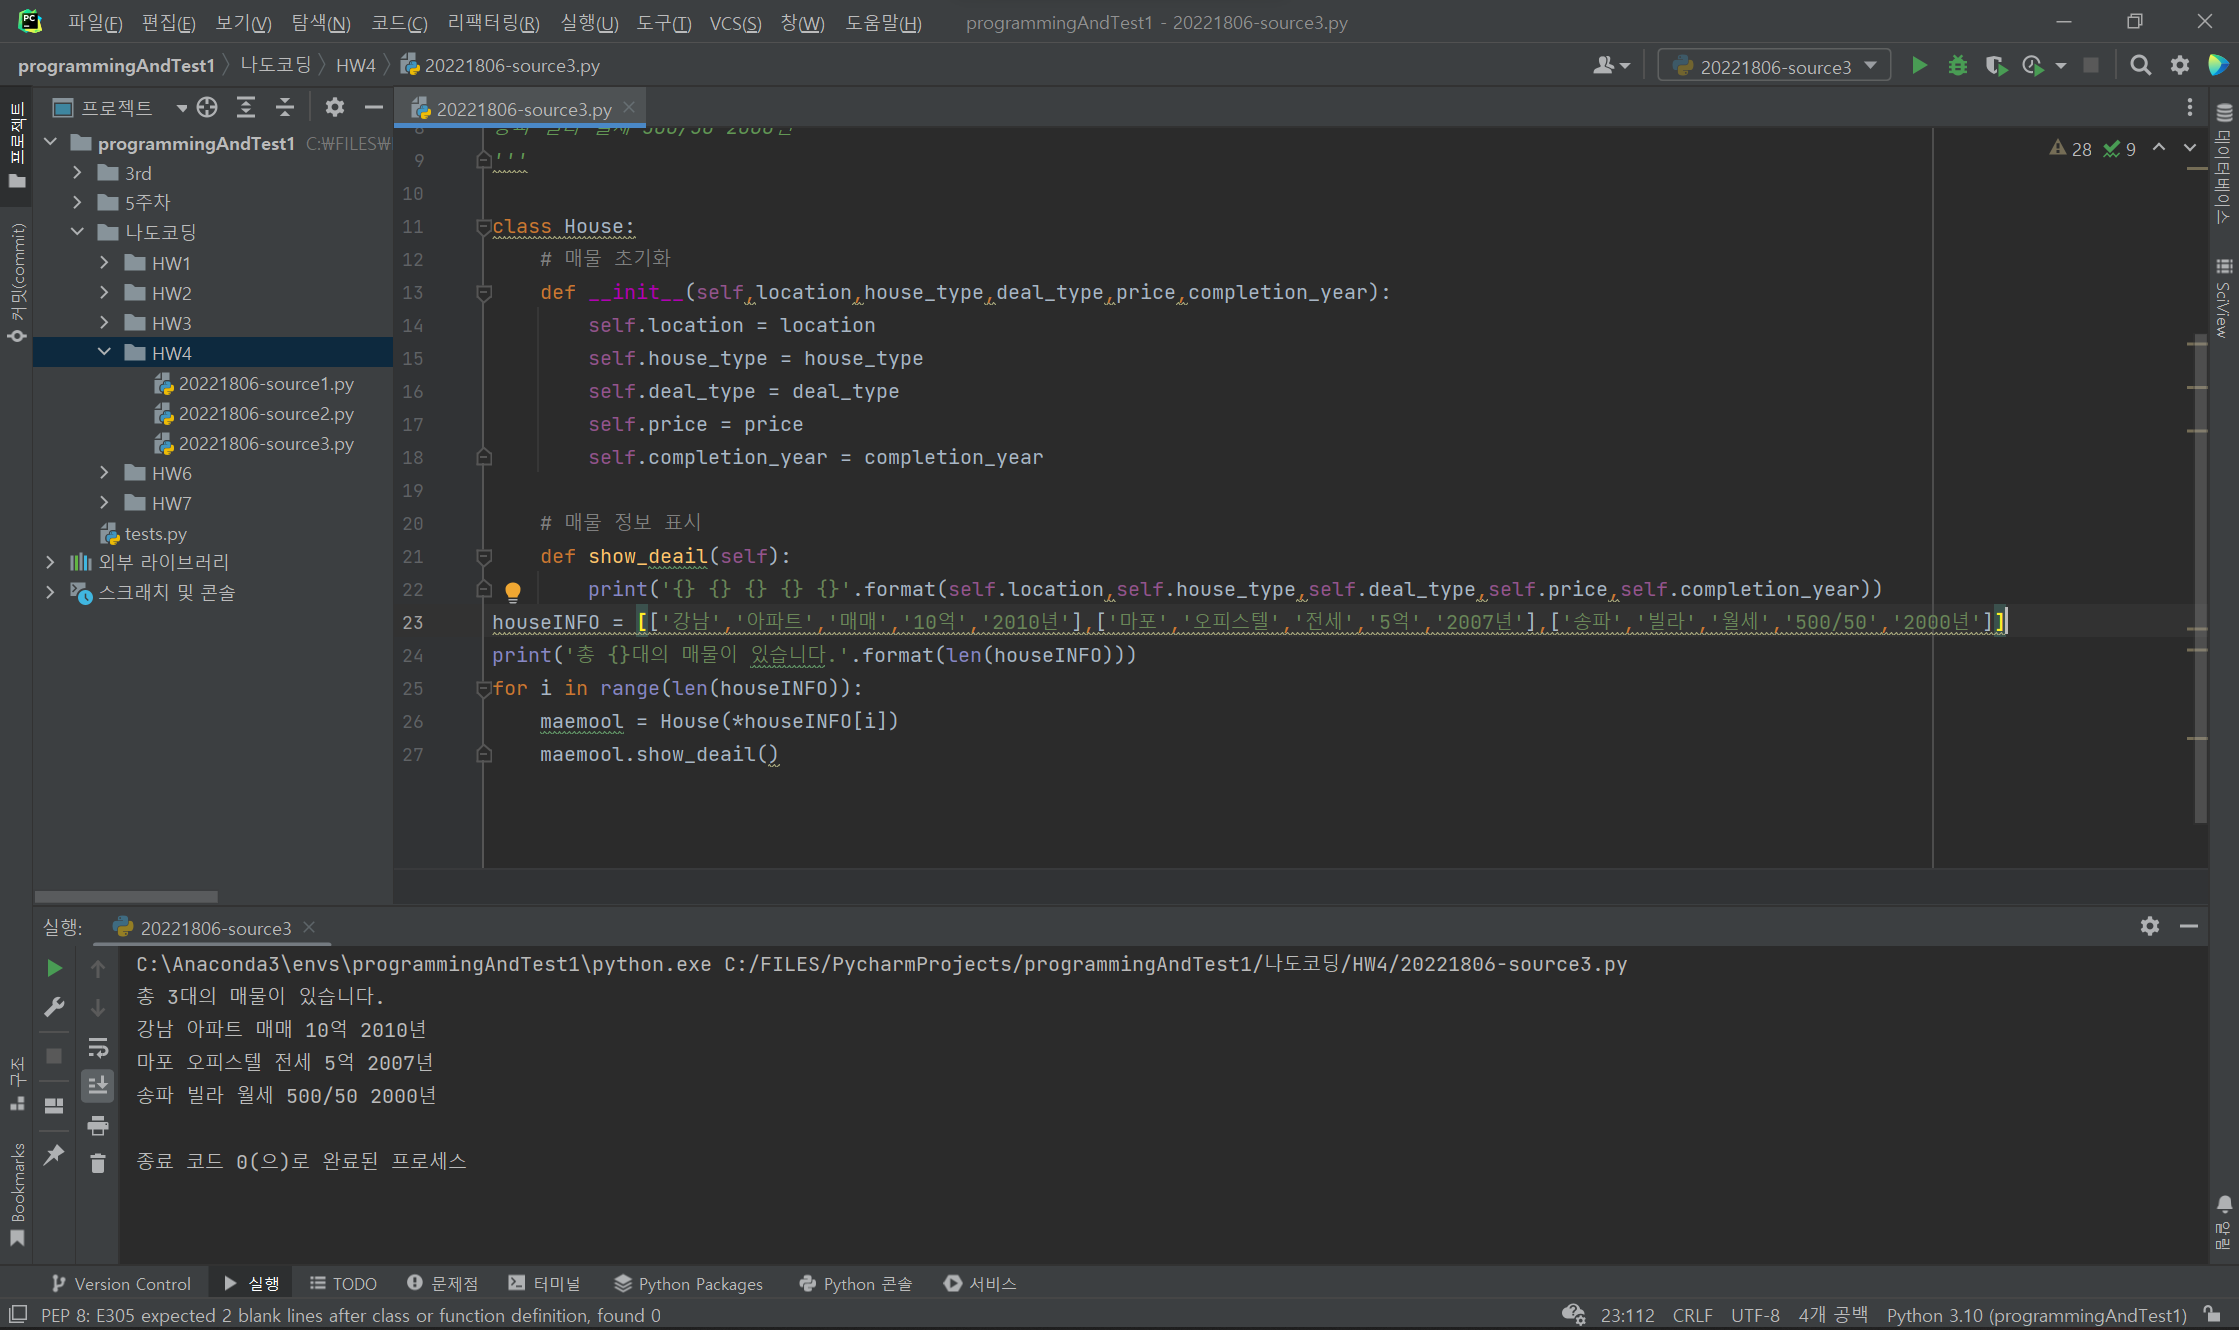 파일(F) 편집(E) 보기(V) 탐색(N) 코드(C) 리팩터링(R) 실행(U) 도구(T) VCS(S) 창(W) 도움말(H) programmingAndTest1 - 20221806-source3.py
programmingAndTest1 나도코딩 HW4 20221806-source3.py 20221806-source3
프로젝트
커밋(commit)
구조
Bookmarks
프로젝트
programmingAndTest1 C:₩FILES₩
3rd
5주차
나도코딩
HW1
HW2
HW3
HW4
20221806-source1.py
20221806-source2.py
20221806-source3.py
HW6
HW7
tests.py
외부 라이브러리
스크래치 및 콘솔
20221806-source3.py
28 9
8 송파 빌라 월세 500/50 2000년
9 '''
10
11 class House:
12 # 매물 초기화
13 def __init__(self,location,house_type,deal_type,price,completion_year):
14 self.location = location
15 self.house_type = house_type
16 self.deal_type = deal_type
17 self.price = price
18 self.completion_year = completion_year
19
20 # 매물 정보 표시
21 def show_deail(self):
22 print('{} {} {} {} {}'.format(self.location,self.house_type,self.deal_type,self.price,self.completion_year))
23 houseINFO = [['강남','아파트','매매','10억','2010년'],['마포','오피스텔','전세','5억','2007년'],['송파','빌라','월세','500/50','2000년']]
24 print('총 {}대의 매물이 있습니다.'.format(len(houseINFO)))
25 for i in range(len(houseINFO)):
26 maemool = House(*houseINFO[i])
27 maemool.show_deail()
데이터베이스
SciView
알림
실행: 20221806-source3
C:\Anaconda3\envs\programmingAndTest1\python.exe C:/FILES/PycharmProjects/programmingAndTest1/나도코딩/HW4/20221806-source3.py
총 3대의 매물이 있습니다.
강남 아파트 매매 10억 2010년
마포 오피스텔 전세 5억 2007년
송파 빌라 월세 500/50 2000년
종료 코드 0(으)로 완료된 프로세스
Version Control 실행 TODO 문제점 터미널 Python Packages Python 콘솔 서비스
PEP 8: E305 expected 2 blank lines after class or function definition, found 0 23:112 CRLF UTF-8 4개 공백 Python 3.10 (programmingAndTest1)